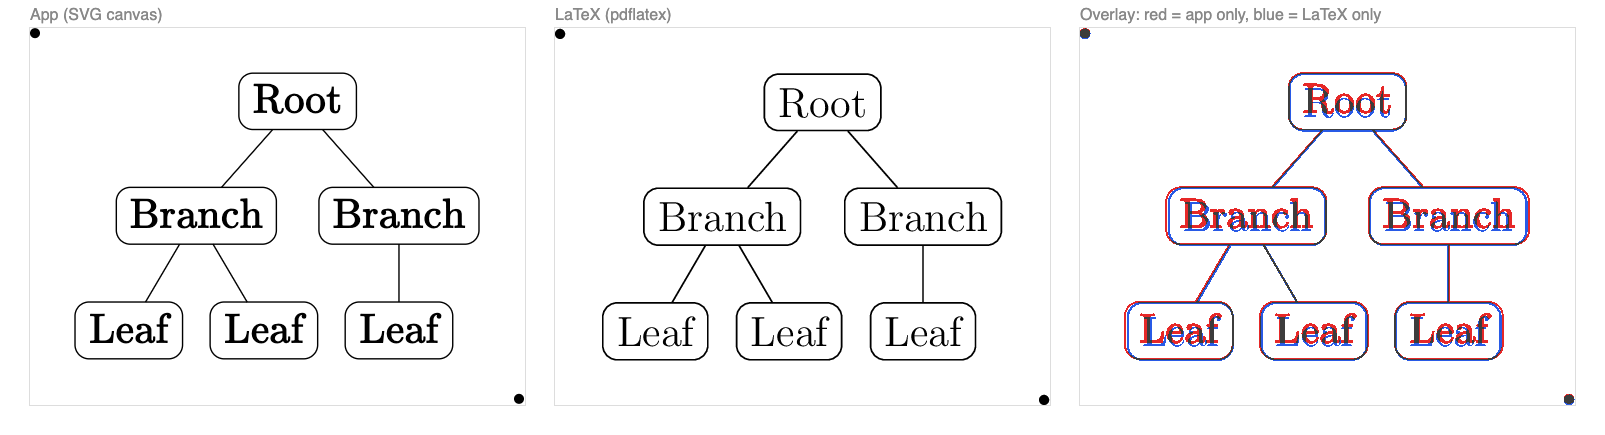 App (SVG canvas)
Root
Branch Branch
Leaf Leaf Leaf
LaTeX (pdflatex)
Root
Branch Branch
Leaf Leaf Leaf
Overlay: red = app only, blue = LaTeX only
Root
Branch Branch
Leaf Leaf Leaf